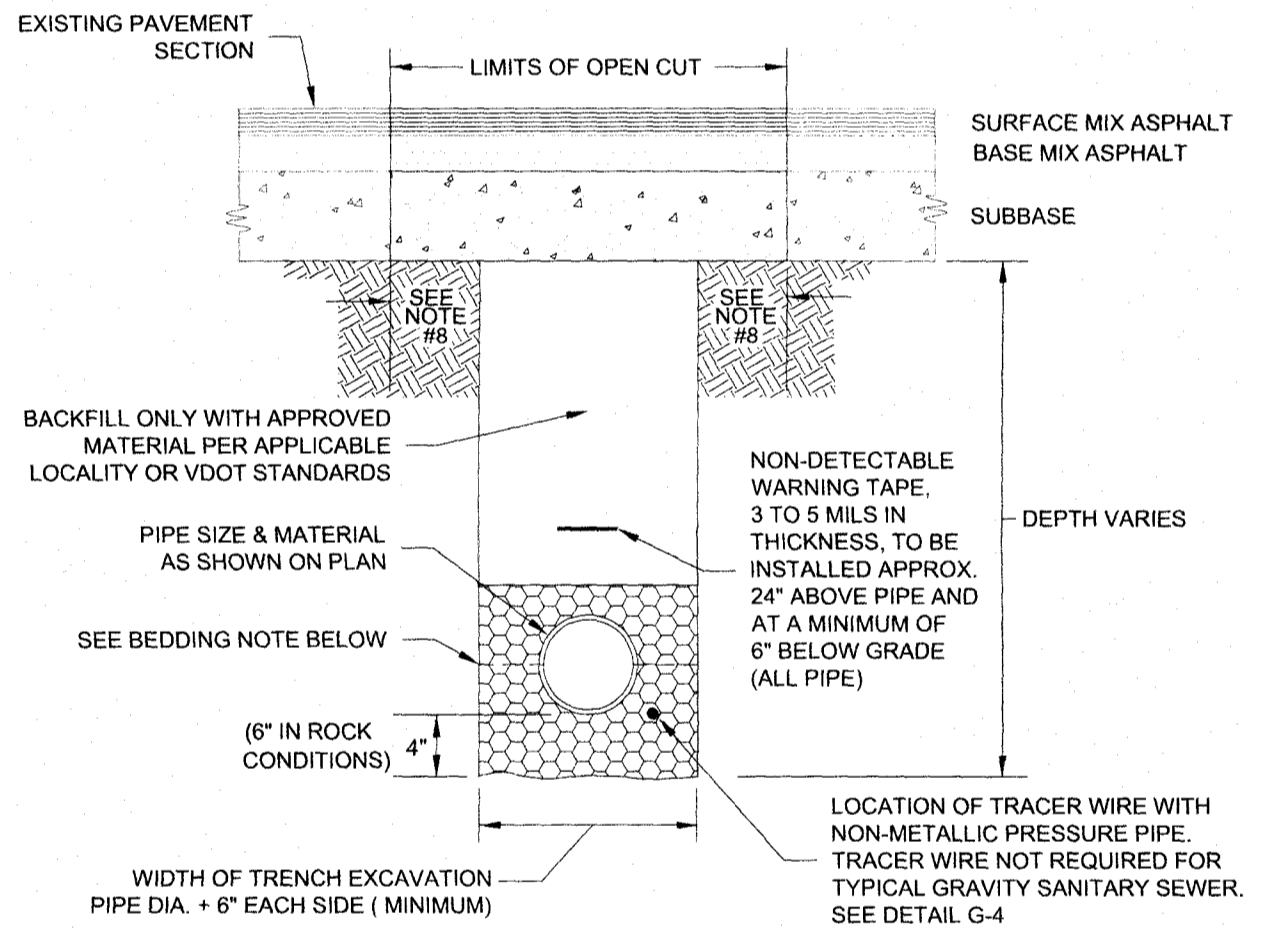 EXISTING PAVEMENT
SECTION
LIMITS OF OPEN CUT
SURFACE MIX ASPHALT
BASE MIX ASPHALT
SUBBASE
SEE
NOTE
#8
SEE
NOTE
#8
BACKFILL ONLY WITH APPROVED
MATERIAL PER APPLICABLE
LOCALITY OR VDOT STANDARDS
NON-DETECTABLE
WARNING TAPE,
3 TO 5 MILS IN
THICKNESS, TO BE
INSTALLED APPROX.
24" ABOVE PIPE AND
AT A MINIMUM OF
6" BELOW GRADE
(ALL PIPE)
DEPTH VARIES
PIPE SIZE & MATERIAL
AS SHOWN ON PLAN
SEE BEDDING NOTE BELOW
(6" IN ROCK
CONDITIONS)
4"
LOCATION OF TRACER WIRE WITH
NON-METALLIC PRESSURE PIPE.
TRACER WIRE NOT REQUIRED FOR
TYPICAL GRAVITY SANITARY SEWER.
SEE DETAIL G-4
WIDTH OF TRENCH EXCAVATION
PIPE DIA. + 6" EACH SIDE ( MINIMUM)